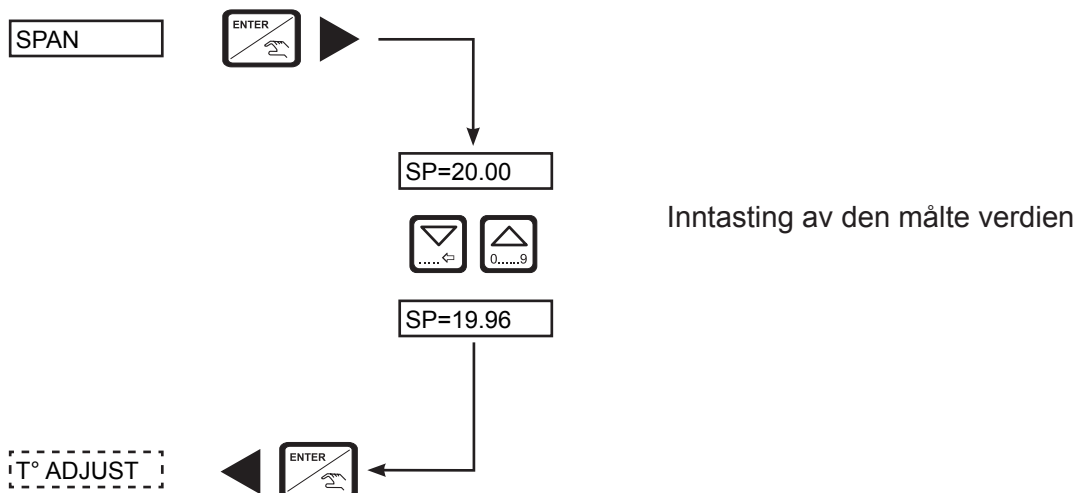 SPAN
ENTER
SP=20.00
Inntasting av den målte verdien
.....⇦
0......9
SP=19.96
T° ADJUST
ENTER